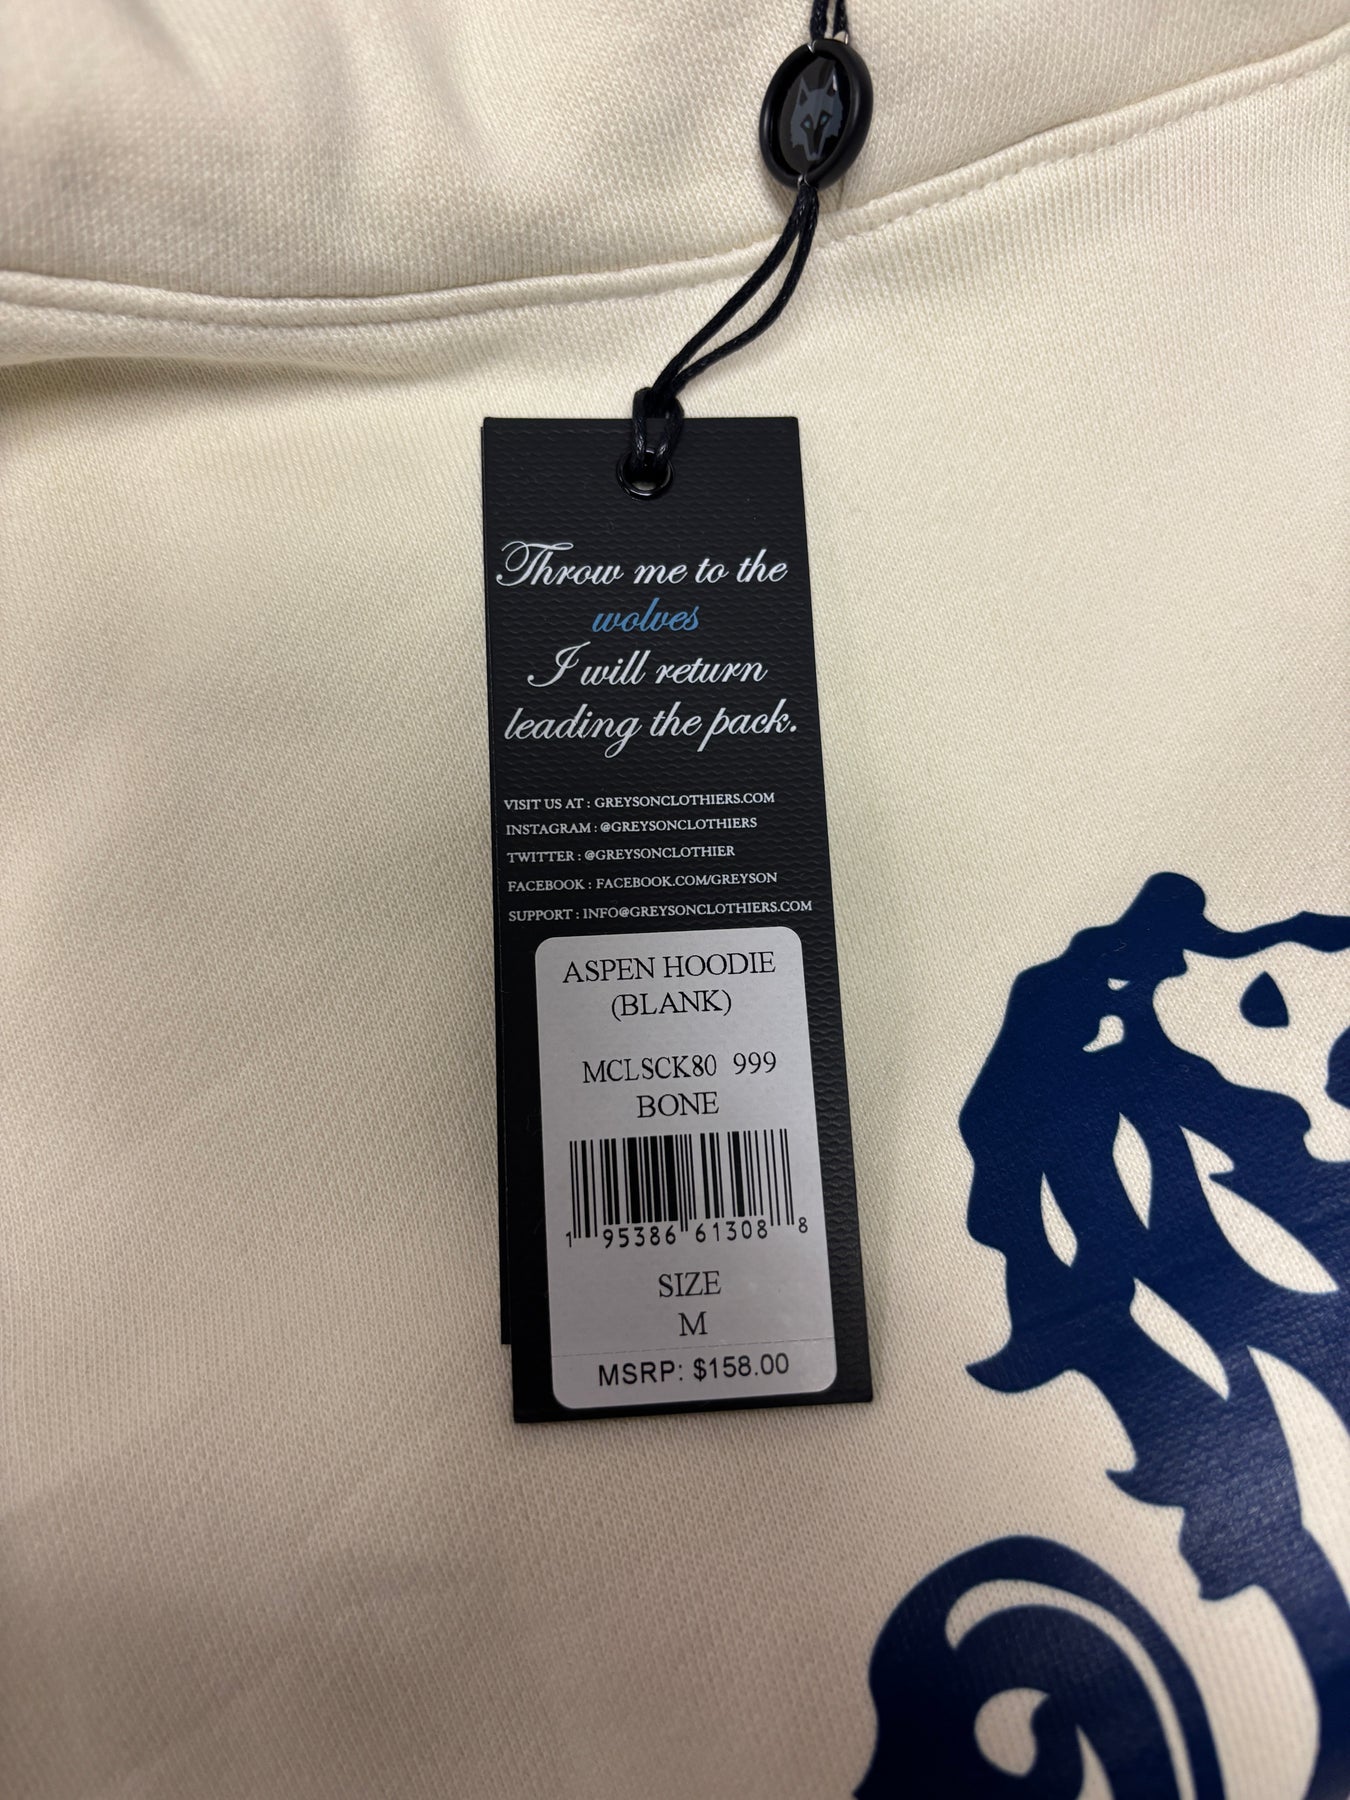 Throw me to the
wolves
I will return
leading the pack.
VISIT US AT : GREYSONCLOTHIERS.COM
INSTAGRAM : @GREYSONCLOTHIERS
TWITTER : @GREYSONCLOTHIER
FACEBOOK : FACEBOOK.COM/GREYSON
SUPPORT : INFO@GREYSONCLOTHIERS.COM
ASPEN HOODIE
(BLANK)
MCLSCK80 999
BONE
1 95386 61308 8
SIZE
M
MSRP: $158.00